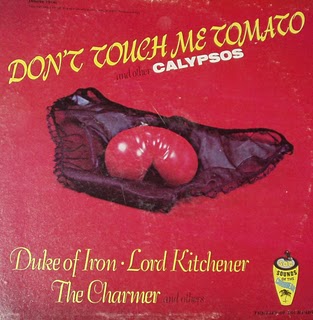 DON'T TOUCH ME TOMATO
and other CALYPSOS
Duke of Iron · Lord Kitchener
The Charmer and others
SOUNDS
OF THE